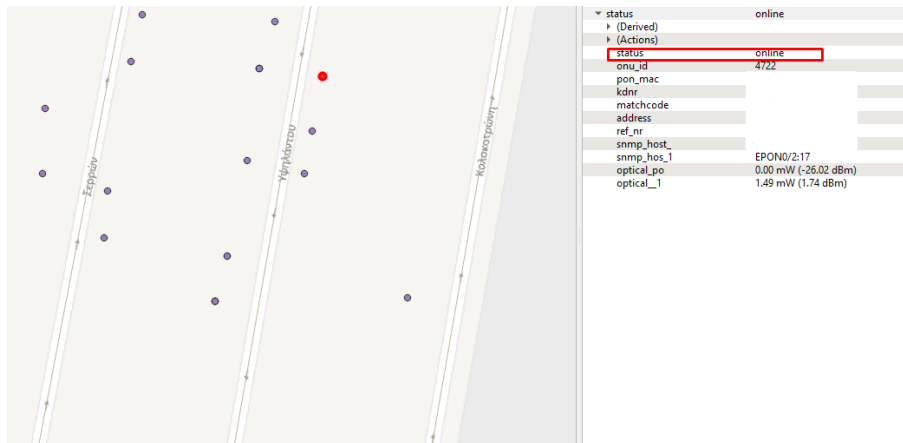 Σερρών
Υψηλάντου
Κολοκοτρώνη
status online
(Derived)
(Actions)
status online
onu_id 4722
pon_mac
kdnr
matchcode
address
ref_nr
snmp_host_
snmp_hos_1 EPON0/2:17
optical_po 0.00 mW (-26.02 dBm)
optical__1 1.49 mW (1.74 dBm)